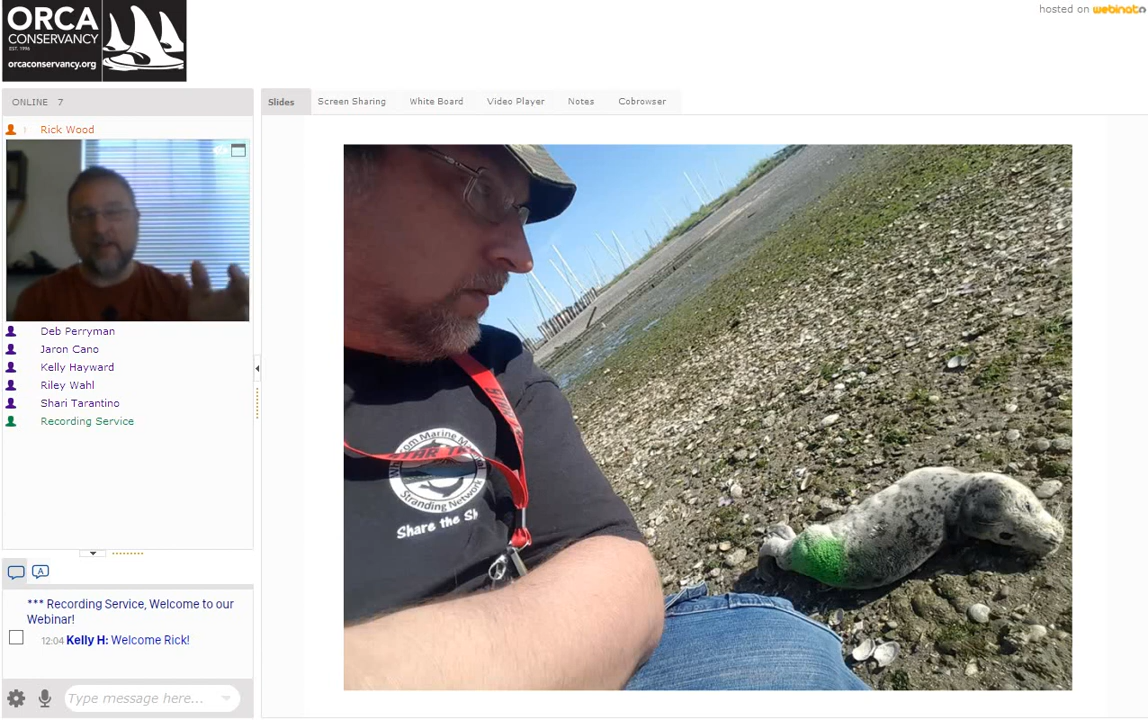 ORCA
CONSERVANCY
EST. 1996
orcaconservancy.org
hosted on webinato
ONLINE 7
Slides Screen Sharing White Board Video Player Notes Cobrowser
Rick Wood
Deb Perryman
Jaron Cano
Kelly Hayward
Riley Wahl
Shari Tarantino
Recording Service
A
*** Recording Service, Welcome to our
Webinar!
12:04 Kelly H: Welcome Rick!
Type message here...
Marine
Stranding Network
Share the Sh